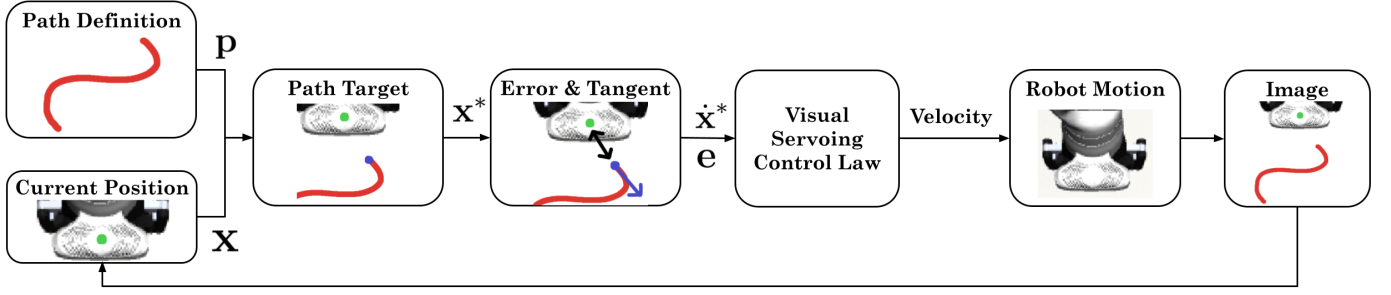 Path Definition
p
Current Position
x
Path Target
x*
Error & Tangent
ẋ*
e
Visual
Servoing
Control Law
Velocity
Robot Motion
Image